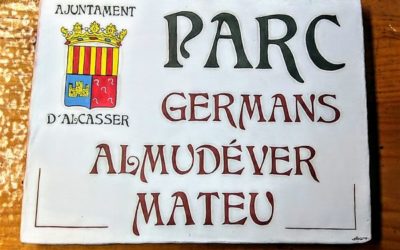 AJUNTAMENT
D'ALCASSER
PARC
GERMANS
ALMUDÉVER
MATEU